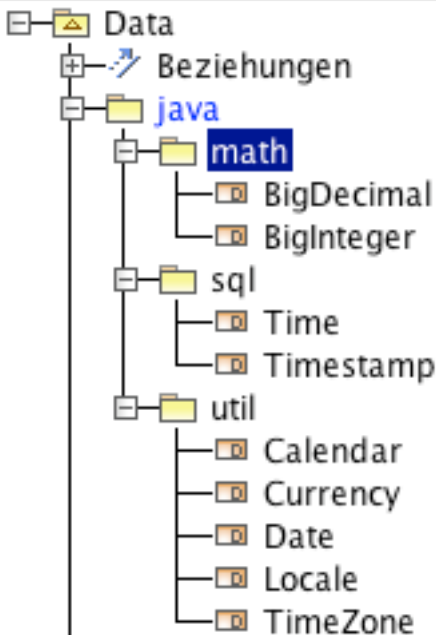 Data
Beziehungen
java
math
BigDecimal
BigInteger
sql
Time
Timestamp
util
Calendar
Currency
Date
Locale
TimeZone